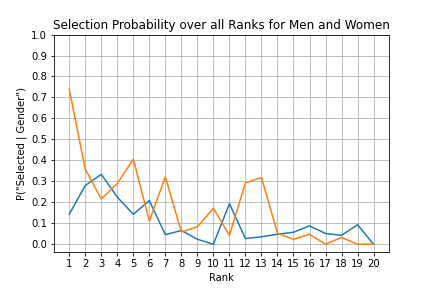 Selection Probability over all Ranks for Men and Women
1.0
0.9
0.8
0.7
0.6
0.5
0.4
0.3
0.2
0.1
0.0
P("Selected | Gender")
1 2 3 4 5 6 7 8 9 10 11 12 13 14 15 16 17 18 19 20
Rank